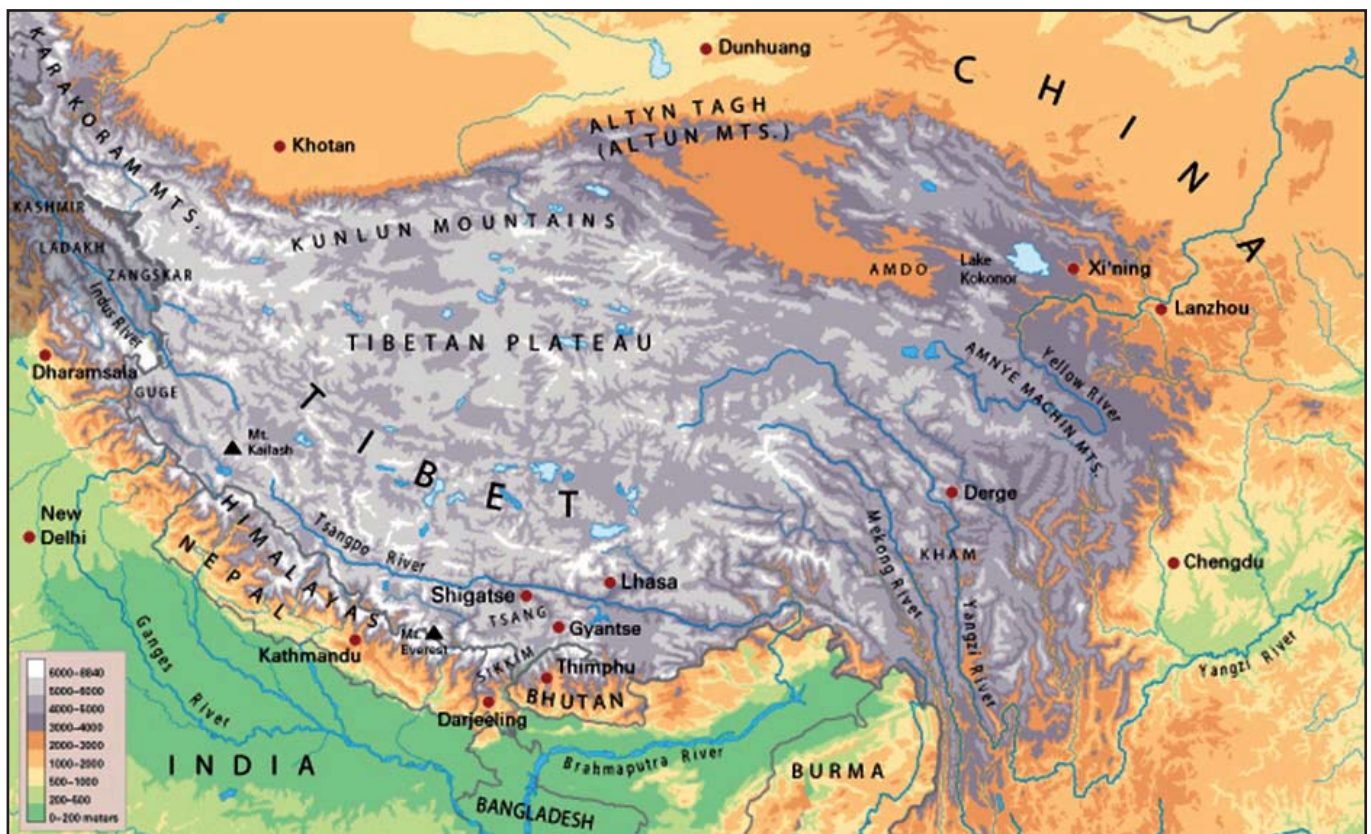 Dunhuang
CHINA
KARAKORAM MTS.
ALTYN TAGH
(ALTUN MTS.)
Khotan
KASHMIR
KUNLUN MOUNTAINS
LADAKH
ZANGSKAR
AMDO
Lake
Kokonor
Xi'ning
Indus River
Lanzhou
TIBETAN PLATEAU
Dharamsala
GUGE
AMNYE MACHIN MTS.
Yellow River
TIBET
Mt.
Kailash
Derge
HIMALAYAS
New
Delhi
Tsangpo River
Mekong River
KHAM
Chengdu
NEPAL
Lhasa
Shigatse
TSANG
Gyantse
Yangzi River
Mt.
Everest
Kathmandu
SIKKIM
Thimphu
Yangzi River
Ganges River
BHUTAN
Darjeeling
INDIA
Brahmaputra River
BURMA
BANGLADESH
6000–8840
5000–6000
4000–5000
3000–4000
2000–3000
1000–2000
500–1000
200–500
0–200 meters